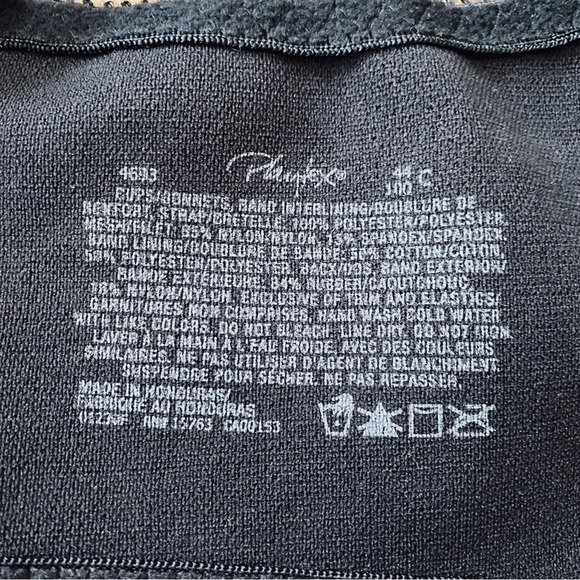 4693 Playtex® 44 C
100
CUPS/BONNETS, BAND INTERLINING/DOUBLURE DE
RENFORT, STRAP/BRETELLE, 100% POLYESTER/POLYESTER
MESH/FILET, 85% NYLON/NYLON, 15% SPANDEX/SPANDEX.
BAND LINING/DOUBLURE DE BANDE, 50% COTTON/COTON,
50% POLYESTER/POLYESTER. BACK/DOS, BAND EXTERIOR/
BANDE EXTERIEURE, 84% RUBBER/CAOUTCHOUC,
16% NYLON/NYLON. EXCLUSIVE OF TRIM AND ELASTICS/
GARNITURES NON COMPRISES. HAND WASH COLD WATER
WITH LIKE COLORS. DO NOT BLEACH. LINE DRY. DO NOT IRON
LAVER À LA MAIN À L'EAU FROIDE, AVEC DES COULEURS
SIMILAIRES. NE PAS UTILISER D'AGENT DE BLANCHIMENT
SUSPENDRE POUR SÉCHER. NE PAS REPASSER.
MADE IN HONDURAS/
FABRIQUE AU HONDURAS
RN# 15763 CA00153